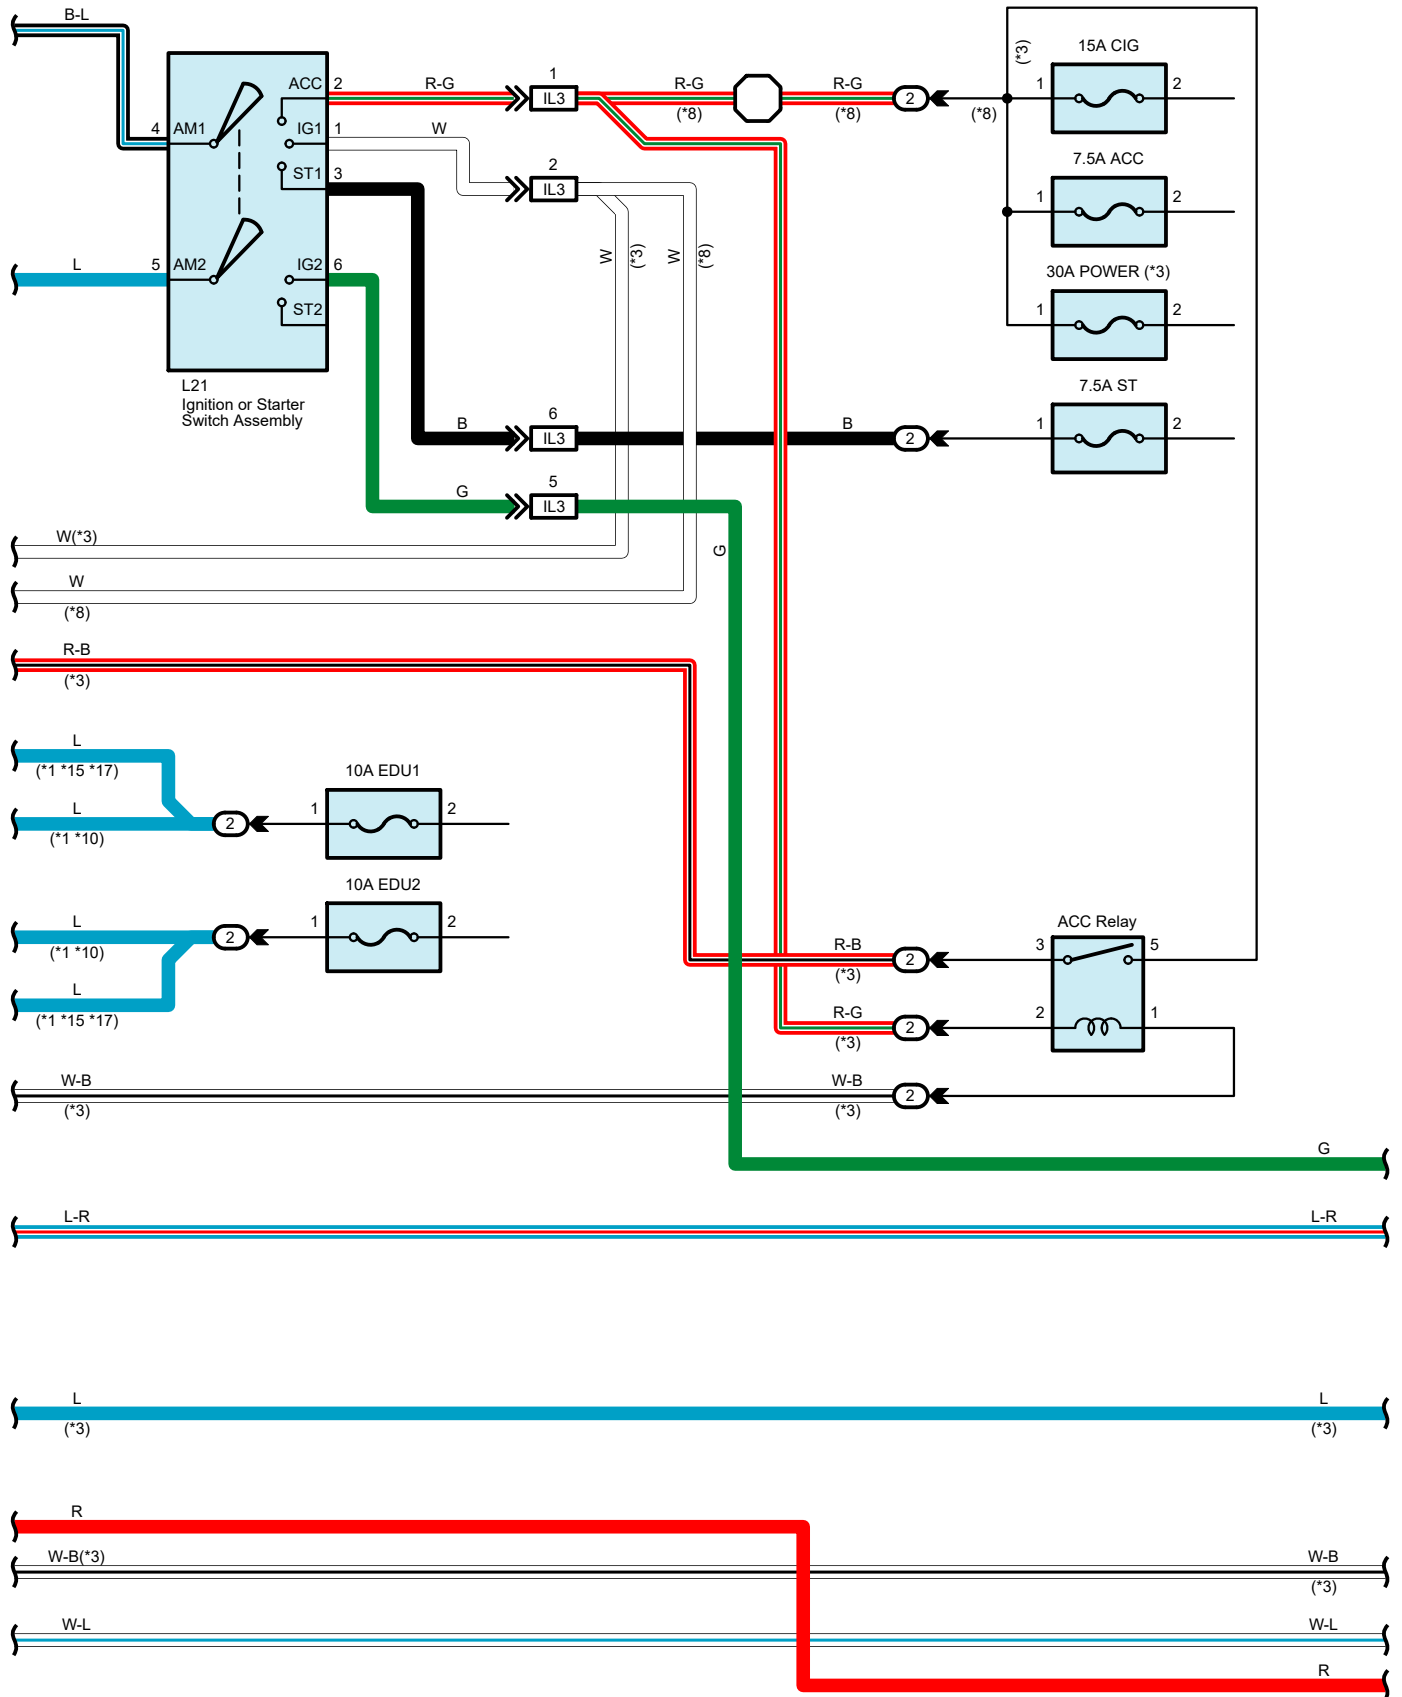 B-L
15A CIG
(*3)
ACC 2 R-G 1 IL3 R-G (*8) R-G (*8) 2 (*8) 1 2
4 AM1 IG1 1 W
7.5A ACC
1 2
ST1 3 2 IL3
W (*3) W (*8)
L 5 AM2 IG2 6
30A POWER (*3)
1 2
ST2
L21
Ignition or Starter
Switch Assembly
7.5A ST
B 6 IL3 B 2 1 2
G 5 IL3
G
W(*3)
W
(*8)
R-B
(*3)
L
(*1 *15 *17)
10A EDU1
L
(*1 *10)
2 1 2
10A EDU2
L
(*1 *10)
2 1 2
L
(*1 *15 *17)
ACC Relay
R-B
(*3)
2 3 5
R-G
(*3)
2 2 1
W-B
(*3)
W-B
(*3)
2
G
L-R L-R
L L
(*3) (*3)
R
W-B(*3) W-B
(*3)
W-L W-L
R